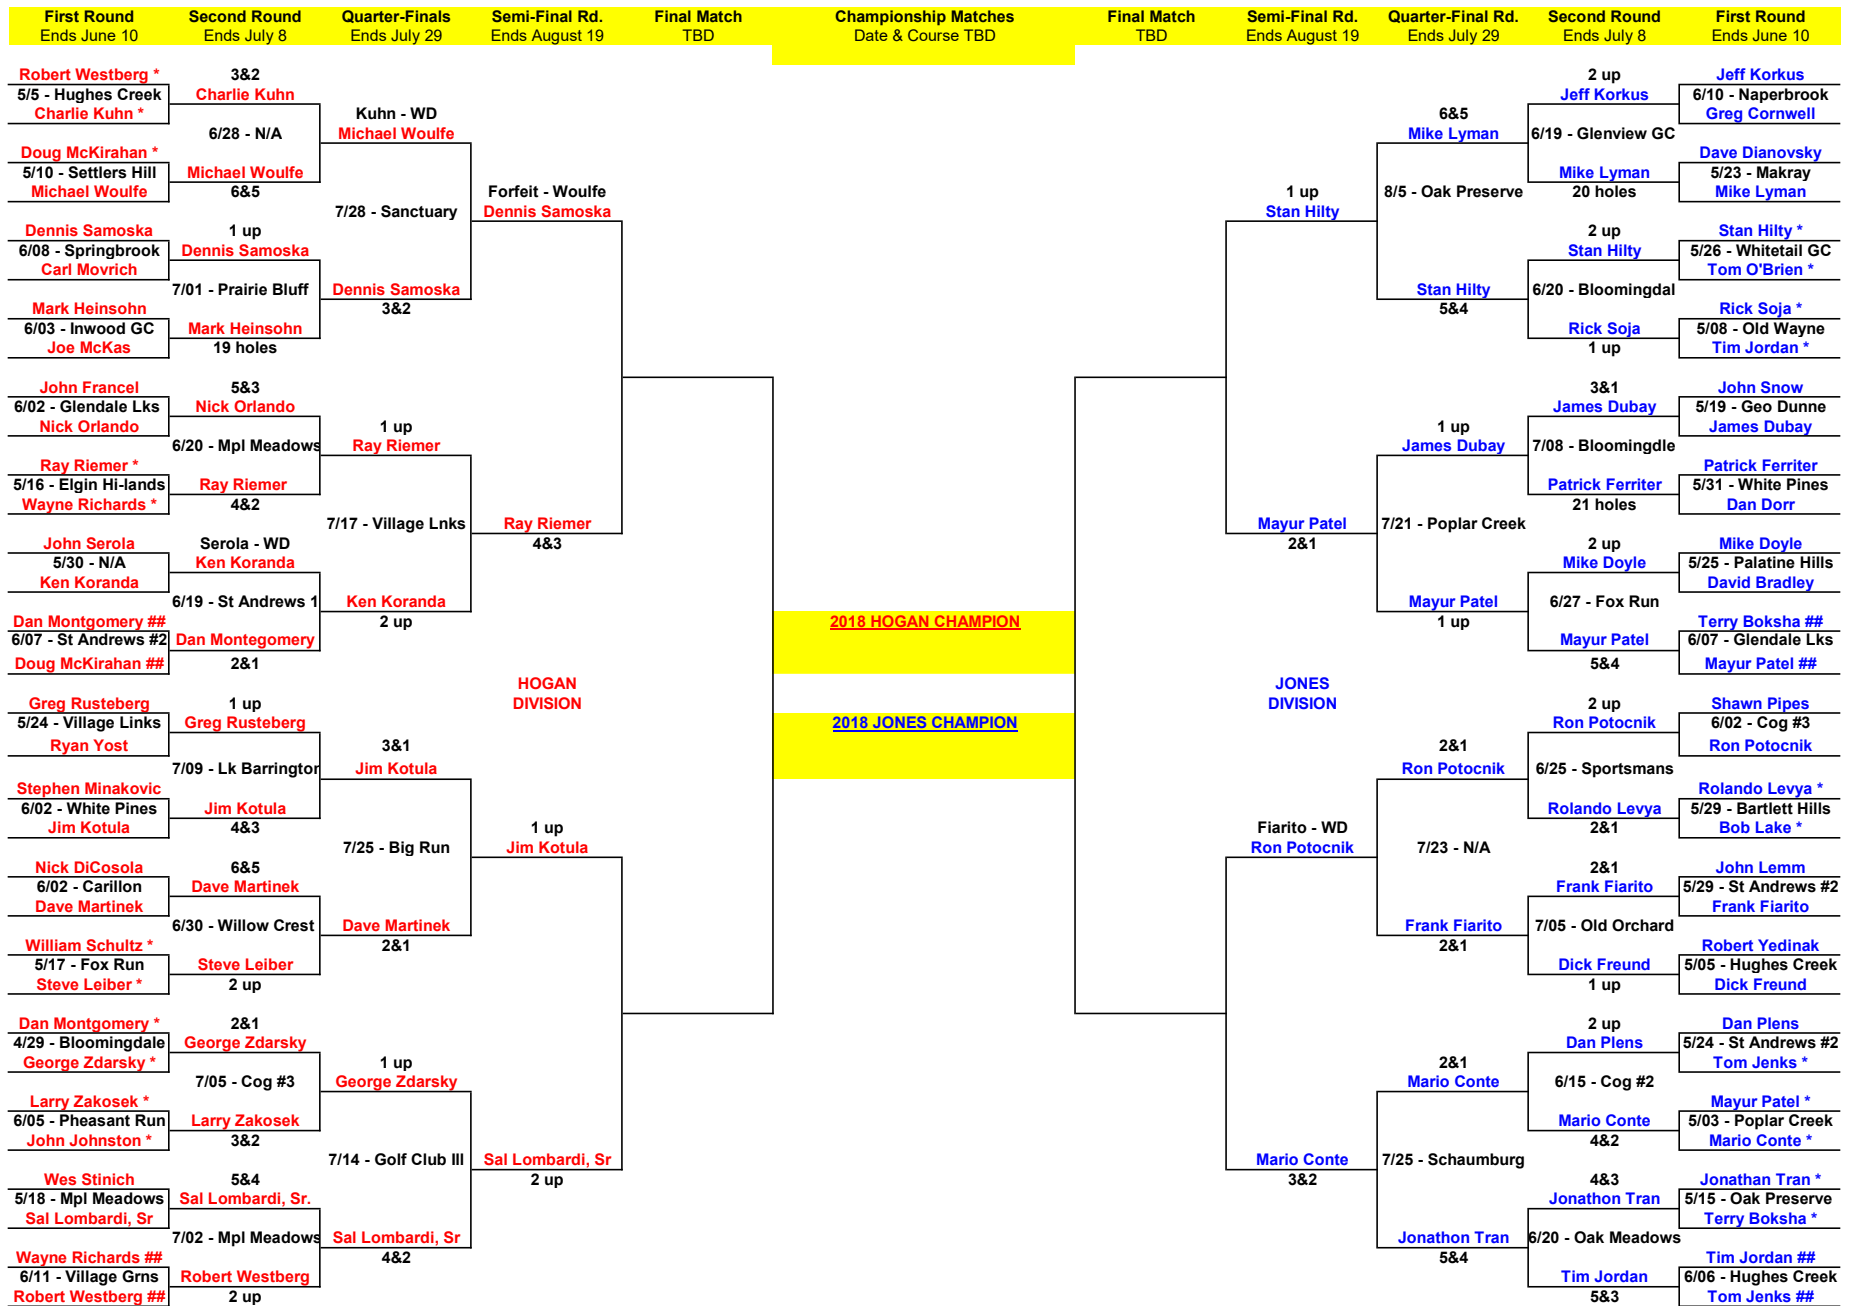 First Round
Ends June 10
Second Round
Ends July 8
Quarter-Finals
Ends July 29
Semi-Final Rd.
Ends August 19
Final Match
TBD
Championship Matches
Date & Course TBD
Final Match
TBD
Semi-Final Rd.
Ends August 19
Quarter-Final Rd.
Ends July 29
Second Round
Ends July 8
First Round
Ends June 10
Robert Westberg *
5/5 - Hughes Creek
Charlie Kuhn *
Doug McKirahan *
5/10 - Settlers Hill
Michael Woulfe
Dennis Samoska
6/08 - Springbrook
Carl Movrich
Mark Heinsohn
6/03 - Inwood GC
Joe McKas
John Francel
6/02 - Glendale Lks
Nick Orlando
Ray Riemer *
5/16 - Elgin Hi-lands
Wayne Richards *
John Serola
5/30 - N/A
Ken Koranda
Dan Montgomery ##
6/07 - St Andrews #2
Doug McKirahan ##
Greg Rusteberg
5/24 - Village Links
Ryan Yost
Stephen Minakovic
6/02 - White Pines
Jim Kotula
Nick DiCosola
6/02 - Carillon
Dave Martinek
William Schultz *
5/17 - Fox Run
Steve Leiber *
Dan Montgomery *
4/29 - Bloomingdale
George Zdarsky *
Larry Zakosek *
6/05 - Pheasant Run
John Johnston *
Wes Stinich
5/18 - Mpl Meadows
Sal Lombardi, Sr
Wayne Richards ##
6/11 - Village Grns
Robert Westberg ##
3&2
Charlie Kuhn
6/28 - N/A
Michael Woulfe
6&5
1 up
Dennis Samoska
7/01 - Prairie Bluff
Mark Heinsohn
19 holes
5&3
Nick Orlando
6/20 - Mpl Meadows
Ray Riemer
4&2
Serola - WD
Ken Koranda
6/19 - St Andrews 1
Dan Montegomery
2&1
1 up
Greg Rusteberg
7/09 - Lk Barrington
Jim Kotula
4&3
6&5
Dave Martinek
6/30 - Willow Crest
Steve Leiber
2 up
2&1
George Zdarsky
7/05 - Cog #3
Larry Zakosek
3&2
5&4
Sal Lombardi, Sr.
7/02 - Mpl Meadows
Robert Westberg
2 up
Kuhn - WD
Michael Woulfe
7/28 - Sanctuary
Dennis Samoska
3&2
1 up
Ray Riemer
7/17 - Village Lnks
Ken Koranda
2 up
3&1
Jim Kotula
7/25 - Big Run
Dave Martinek
2&1
1 up
George Zdarsky
7/14 - Golf Club Ill
Sal Lombardi, Sr
4&2
Forfeit - Woulfe
Dennis Samoska
Ray Riemer
4&3
HOGAN
DIVISION
1 up
Jim Kotula
Sal Lombardi, Sr
2 up
2018 HOGAN CHAMPION
2018 JONES CHAMPION
1 up
Stan Hilty
Mayur Patel
2&1
JONES
DIVISION
Fiarito - WD
Ron Potocnik
Mario Conte
3&2
6&5
Mike Lyman
8/5 - Oak Preserve
Stan Hilty
5&4
1 up
James Dubay
7/21 - Poplar Creek
Mayur Patel
1 up
2&1
Ron Potocnik
7/23 - N/A
Frank Fiarito
2&1
2&1
Mario Conte
7/25 - Schaumburg
Jonathon Tran
5&4
2 up
Jeff Korkus
6/19 - Glenview GC
Mike Lyman
20 holes
2 up
Stan Hilty
6/20 - Bloomingdal
Rick Soja
1 up
3&1
James Dubay
7/08 - Bloomingdle
Patrick Ferriter
21 holes
2 up
Mike Doyle
6/27 - Fox Run
Mayur Patel
5&4
2 up
Ron Potocnik
6/25 - Sportsmans
Rolando Levya
2&1
2&1
Frank Fiarito
7/05 - Old Orchard
Dick Freund
1 up
2 up
Dan Plens
6/15 - Cog #2
Mario Conte
4&2
4&3
Jonathon Tran
6/20 - Oak Meadows
Tim Jordan
5&3
Jeff Korkus
6/10 - Naperbrook
Greg Cornwell
Dave Dianovsky
5/23 - Makray
Mike Lyman
Stan Hilty *
5/26 - Whitetail GC
Tom O'Brien *
Rick Soja *
5/08 - Old Wayne
Tim Jordan *
John Snow
5/19 - Geo Dunne
James Dubay
Patrick Ferriter
5/31 - White Pines
Dan Dorr
Mike Doyle
5/25 - Palatine Hills
David Bradley
Terry Boksha ##
6/07 - Glendale Lks
Mayur Patel ##
Shawn Pipes
6/02 - Cog #3
Ron Potocnik
Rolando Levya *
5/29 - Bartlett Hills
Bob Lake *
John Lemm
5/29 - St Andrews #2
Frank Fiarito
Robert Yedinak
5/05 - Hughes Creek
Dick Freund
Dan Plens
5/24 - St Andrews #2
Tom Jenks *
Mayur Patel *
5/03 - Poplar Creek
Mario Conte *
Jonathan Tran *
5/15 - Oak Preserve
Terry Boksha *
Tim Jordan ##
6/06 - Hughes Creek
Tom Jenks ##